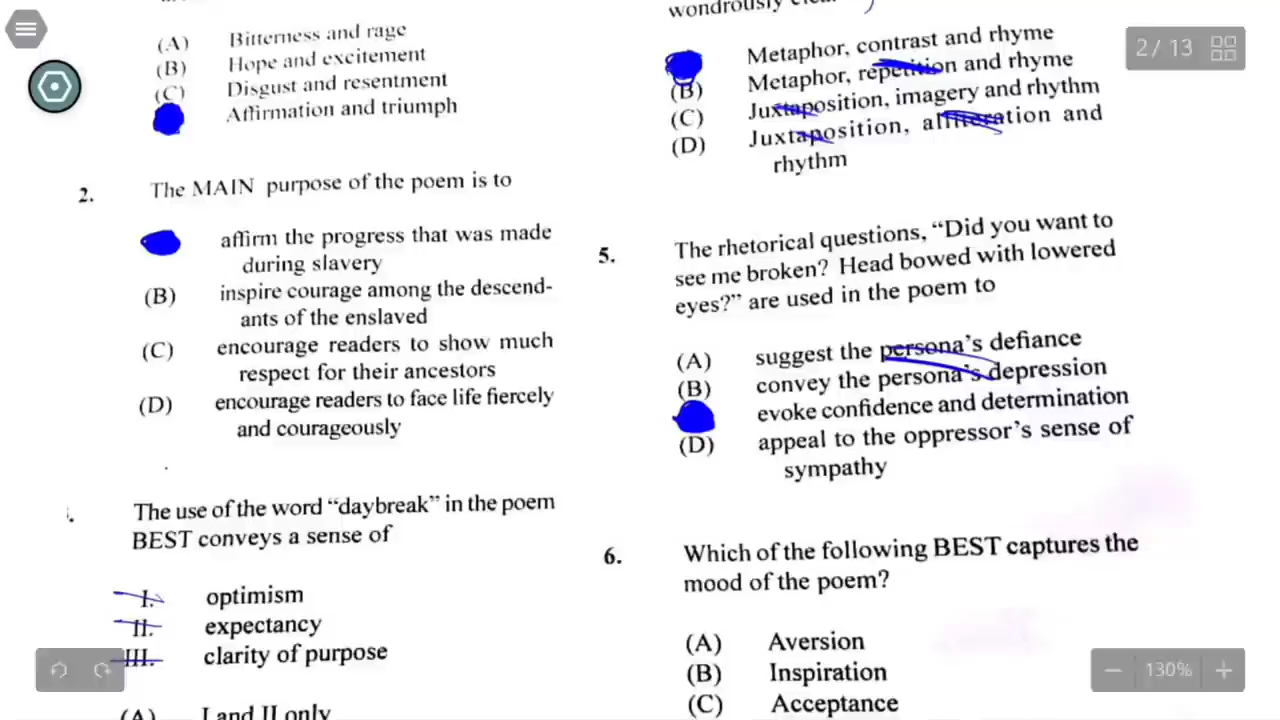 (A) Bitterness and rage
(B) Hope and excitement
(C) Disgust and resentment
Affirmation and triumph
2. The MAIN purpose of the poem is to
affirm the progress that was made
during slavery
(B) inspire courage among the descend-
ants of the enslaved
(C) encourage readers to show much
respect for their ancestors
(D) encourage readers to face life fiercely
and courageously
The use of the word “daybreak” in the poem
BEST conveys a sense of
I. optimism
II. expectancy
III. clarity of purpose
(A) I and II only
wondrously
Metaphor, contrast and rhyme
(B) Metaphor, repetition and rhyme
(C) Juxtaposition, imagery and rhythm
(D) Juxtaposition, alliteration and
rhythm
5. The rhetorical questions, “Did you want to
see me broken? Head bowed with lowered
eyes?” are used in the poem to
(A) suggest the persona’s defiance
(B) convey the persona’s depression
evoke confidence and determination
(D) appeal to the oppressor’s sense of
sympathy
6. Which of the following BEST captures the
mood of the poem?
(A) Aversion
(B) Inspiration
(C) Acceptance
2 / 13
130%